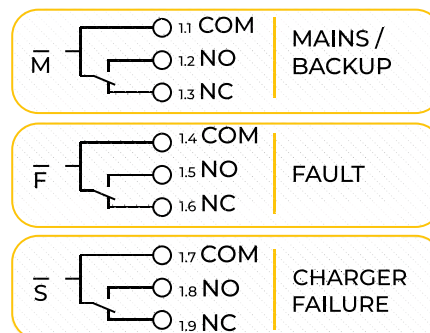 1.1 COM
M̅
1.2 NO
1.3 NC
MAINS /
BACKUP
1.4 COM
F̅
1.5 NO
1.6 NC
FAULT
1.7 COM
S̅
1.8 NO
1.9 NC
CHARGER
FAILURE